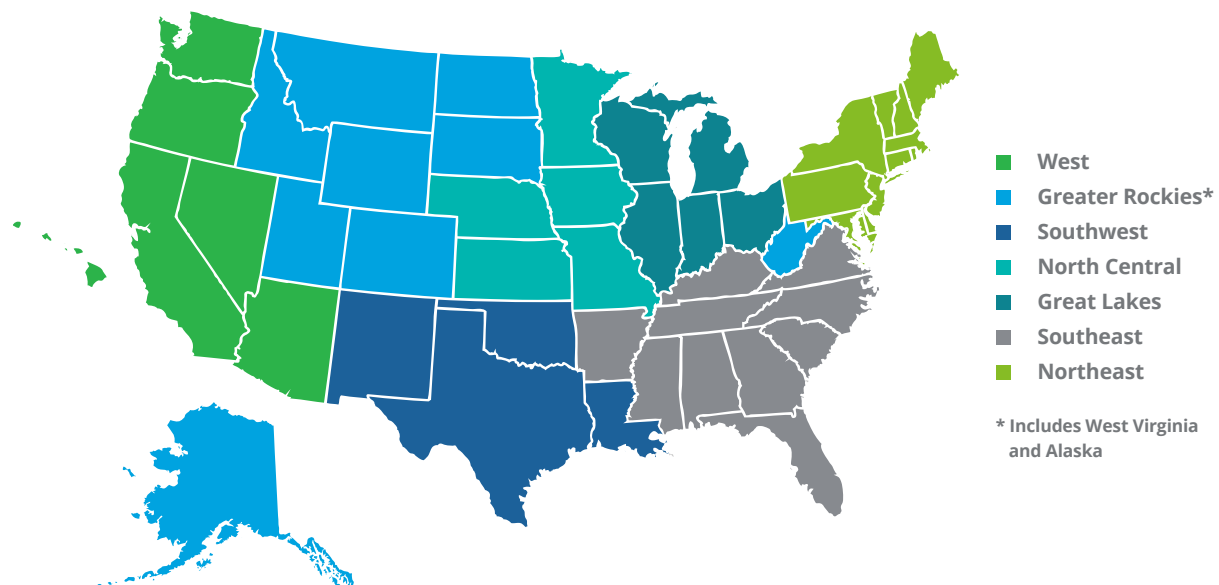 West
Greater Rockies*
Southwest
North Central
Great Lakes
Southeast
Northeast
* Includes West Virginia
and Alaska